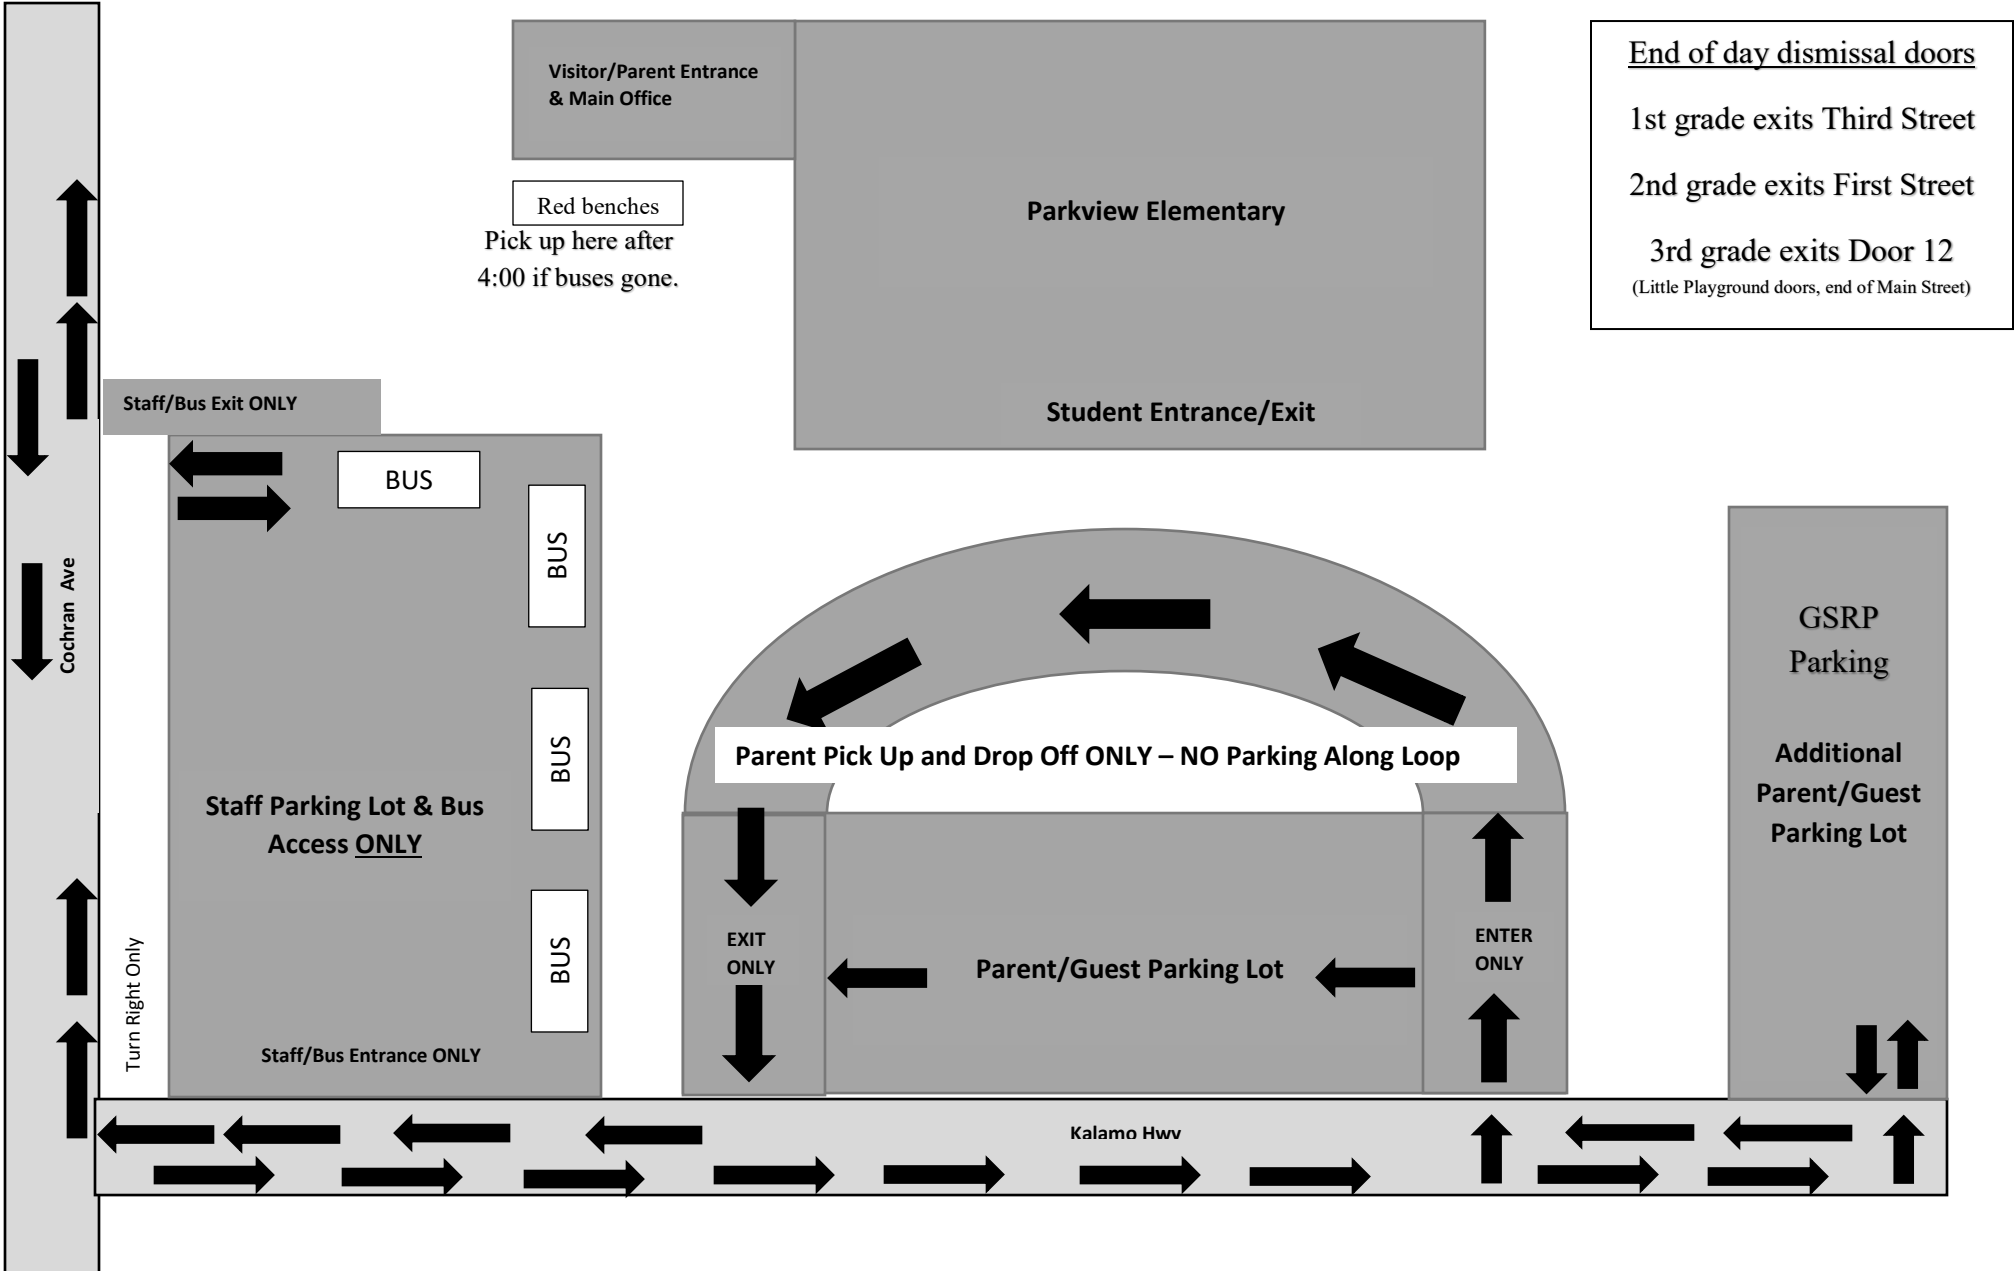 Visitor/Parent Entrance
& Main Office
Red benches
Pick up here after
4:00 if buses gone.
Parkview Elementary
Student Entrance/Exit
End of day dismissal doors
1st grade exits Third Street
2nd grade exits First Street
3rd grade exits Door 12
(Little Playground doors, end of Main Street)
Staff/Bus Exit ONLY
BUS
BUS
BUS
BUS
Cochran Ave
Turn Right Only
Staff Parking Lot & Bus
Access ONLY
Staff/Bus Entrance ONLY
Parent Pick Up and Drop Off ONLY – NO Parking Along Loop
EXIT
ONLY
Parent/Guest Parking Lot
ENTER
ONLY
GSRP
Parking
Additional
Parent/Guest
Parking Lot
Kalamo Hwy